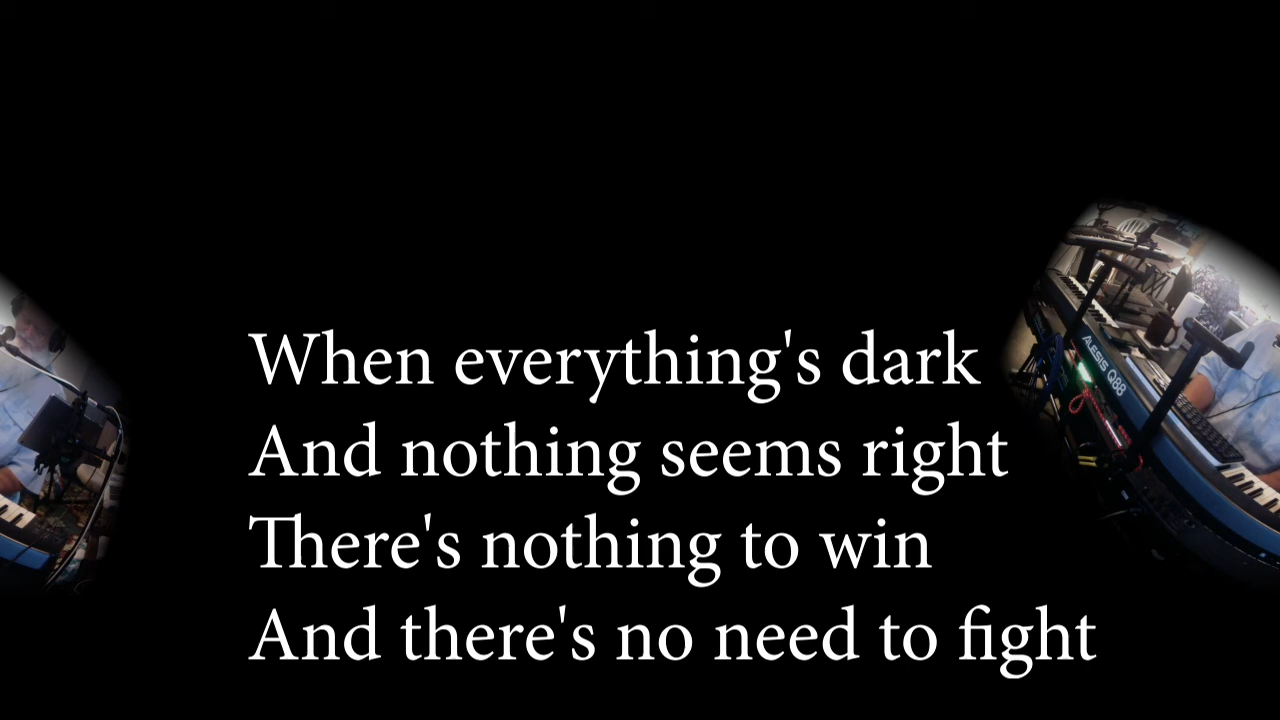 When everything's dark
And nothing seems right
There's nothing to win
And there's no need to fight
ALESIS Q88